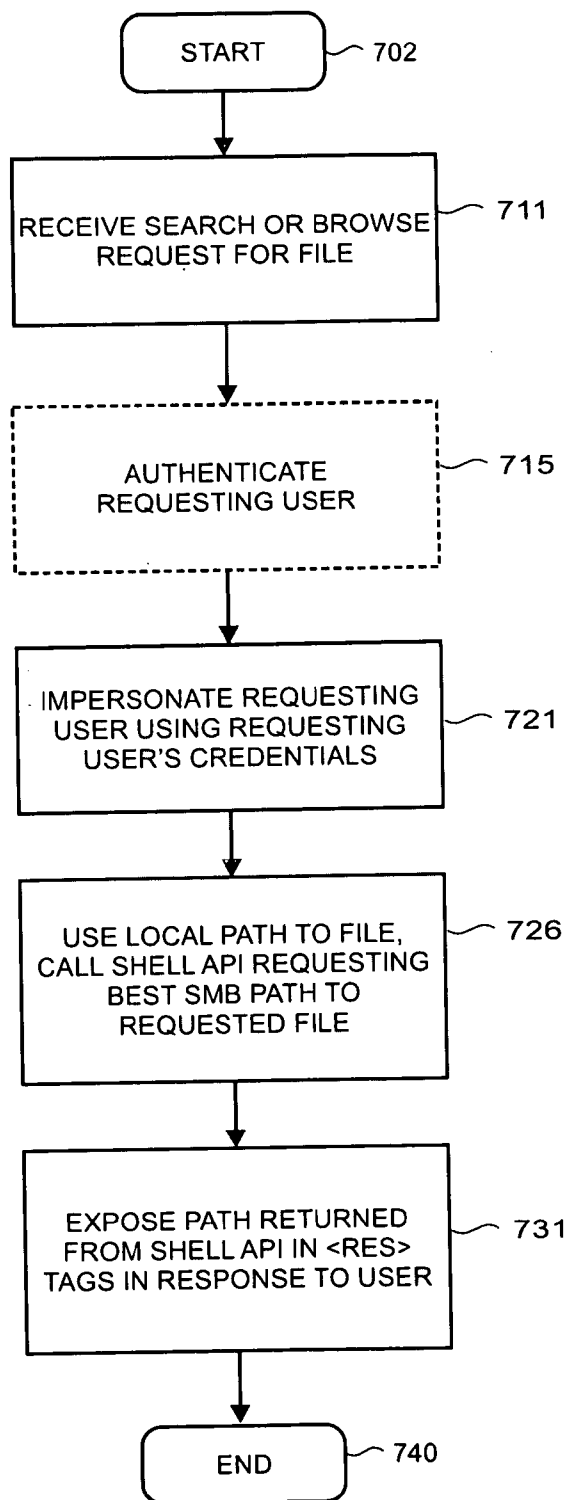 START
702
RECEIVE SEARCH OR BROWSE
REQUEST FOR FILE
711
AUTHENTICATE
REQUESTING USER
715
IMPERSONATE REQUESTING
USER USING REQUESTING
USER'S CREDENTIALS
721
USE LOCAL PATH TO FILE,
CALL SHELL API REQUESTING
BEST SMB PATH TO
REQUESTED FILE
726
EXPOSE PATH RETURNED
FROM SHELL API IN <RES>
TAGS IN RESPONSE TO USER
731
END
740